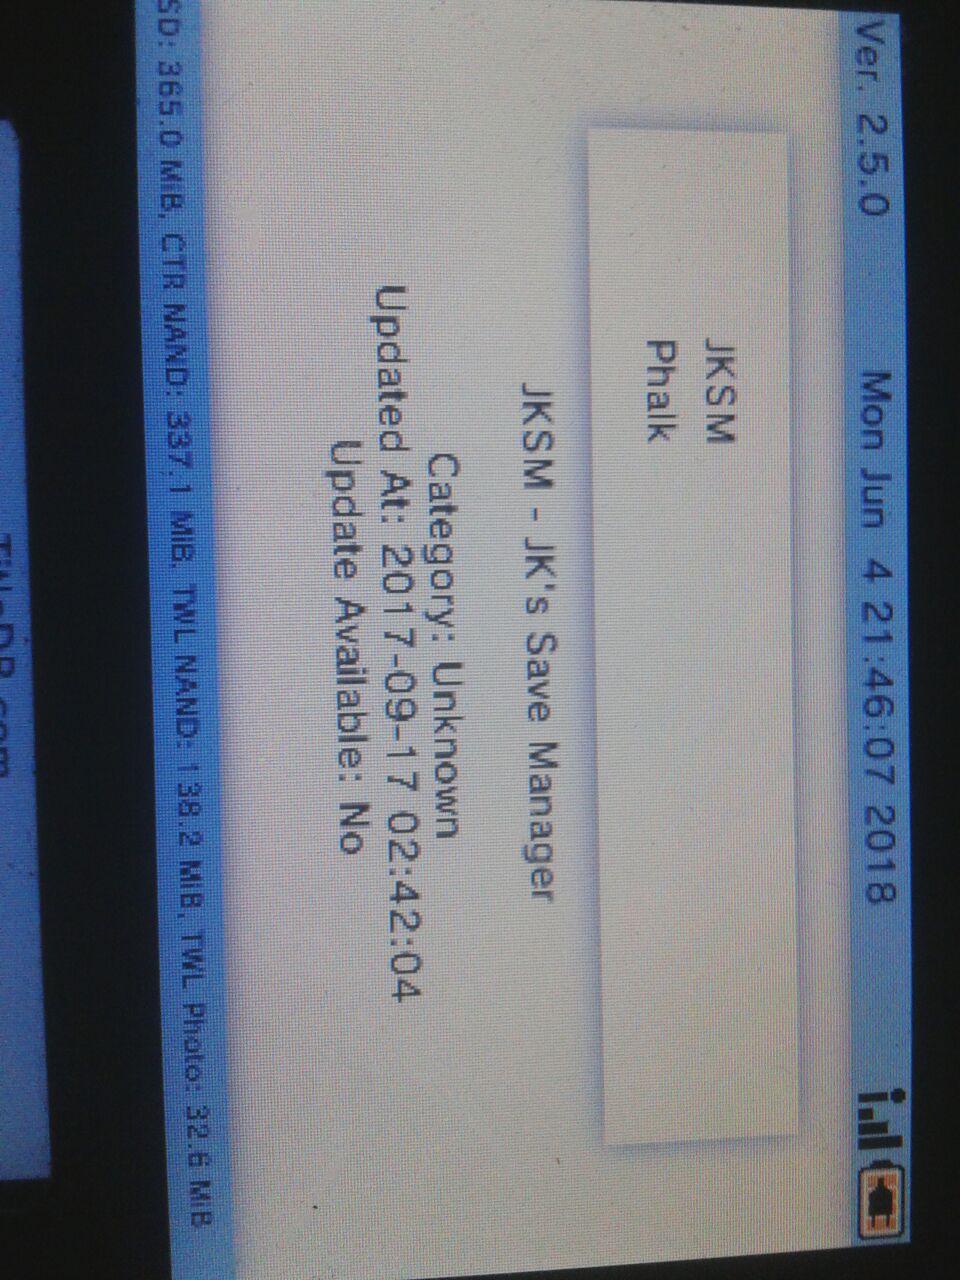 Ver. 2.5.0 Mon Jun 4 21:46:07 2018
JKSM
Phalk
JKSM - JK's Save Manager
Category: Unknown
Updated At: 2017-09-17 02:42:04
Update Available: No
SD: 365.0 MiB, CTR NAND: 337.1 MiB, TWL NAND: 138.2 MiB, TWL Photo: 32.6 MiB